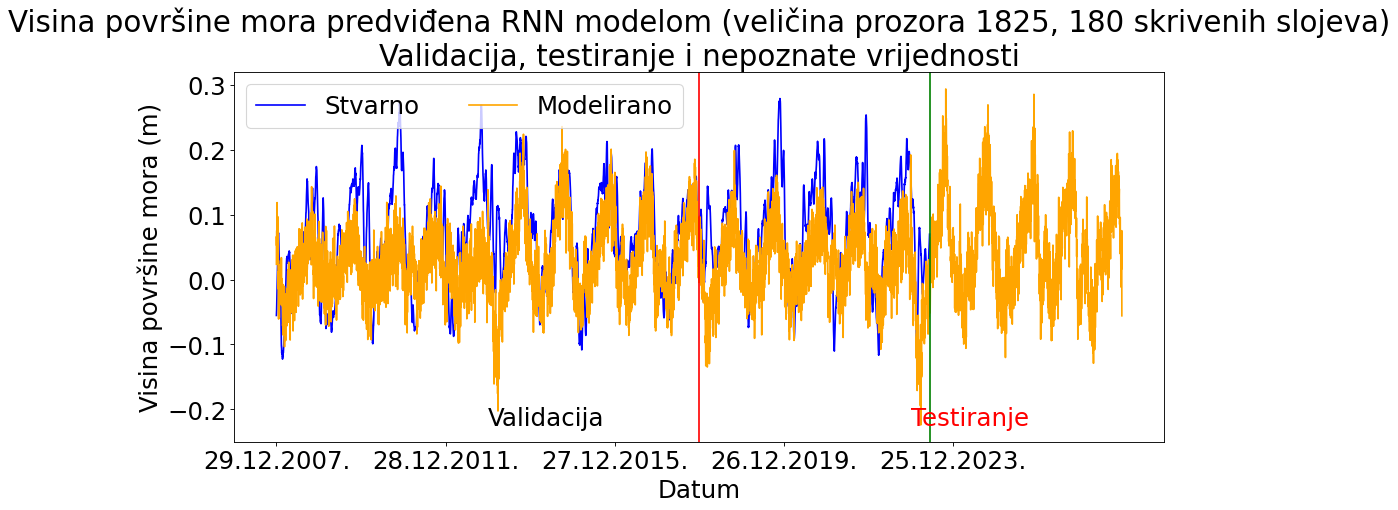 Visina površine mora predviđena RNN modelom (veličina prozora 1825, 180 skrivenih slojeva)
Validacija, testiranje i nepoznate vrijednosti
Stvarno
Modelirano
Visina površine mora (m)
0.3
0.2
0.1
0.0
−0.1
−0.2
Validacija
Testiranje
29.12.2007.
28.12.2011.
27.12.2015.
26.12.2019.
25.12.2023.
Datum